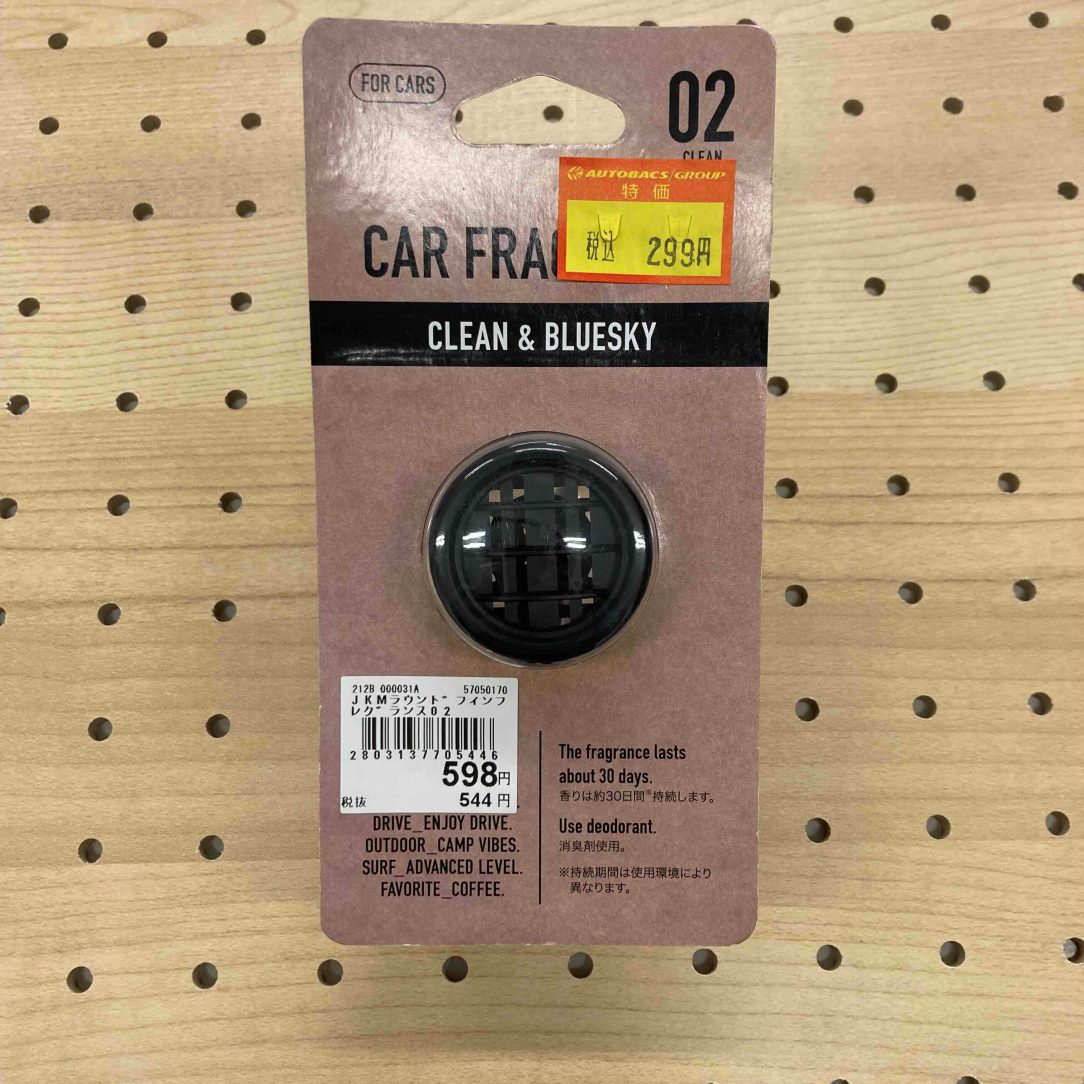 FOR CARS
02
CLEAN
AUTOBACS/GROUP
特価
税込 299円
CAR FRAG
CLEAN & BLUESKY
212B 000031A 57050170
JKMラウンドフィンフ
レグランス02
2803137705446
598円
税抜 544円
DRIVE_ENJOY DRIVE.
OUTDOOR_CAMP VIBES.
SURF_ADVANCED LEVEL.
FAVORITE_COFFEE.
The fragrance lasts
about 30 days.
香りは約30日間※持続します。
Use deodorant.
消臭剤使用。
※持続期間は使用環境により
異なります。